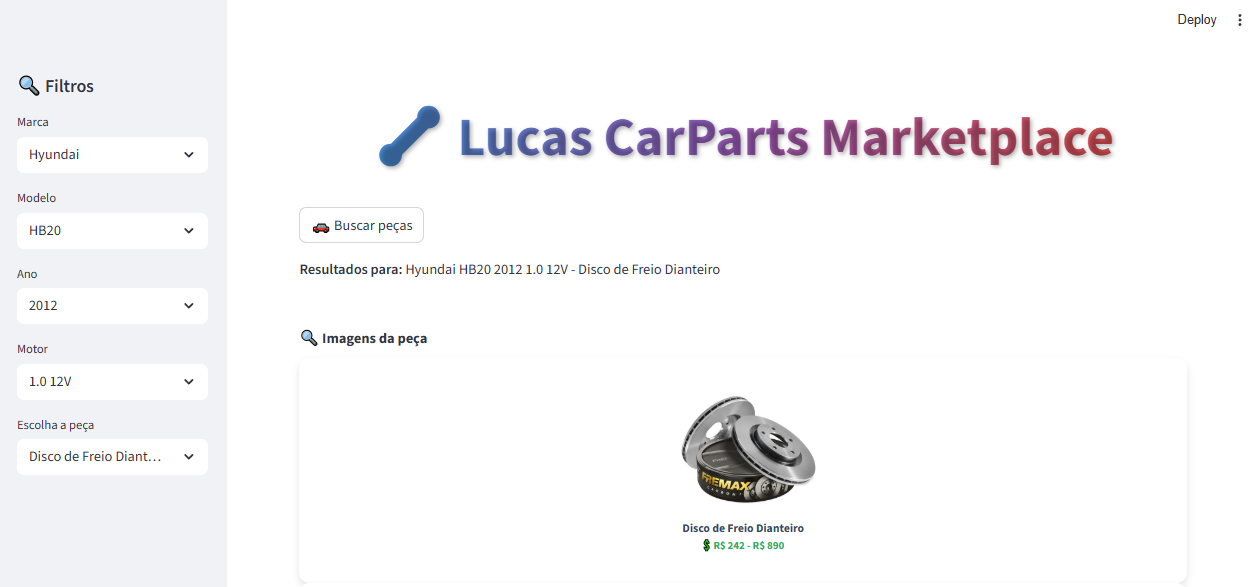 Deploy
Filtros
Marca
Hyundai
Modelo
HB20
Ano
2012
Motor
1.0 12V
Escolha a peça
Disco de Freio Diant...
Lucas CarParts Marketplace
Buscar peças
Resultados para: Hyundai HB20 2012 1.0 12V - Disco de Freio Dianteiro
Imagens da peça
FREMAX
Disco de Freio Dianteiro
R$ 242 - R$ 890